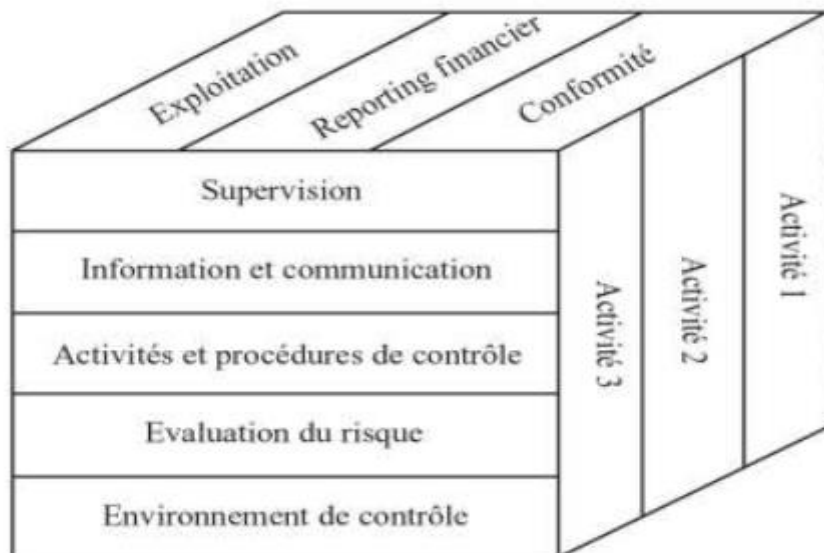 Exploitation
Reporting financier
Conformité
Supervision
Information et communication
Activités et procédures de contrôle
Evaluation du risque
Environnement de contrôle
Activité 3
Activité 2
Activité 1